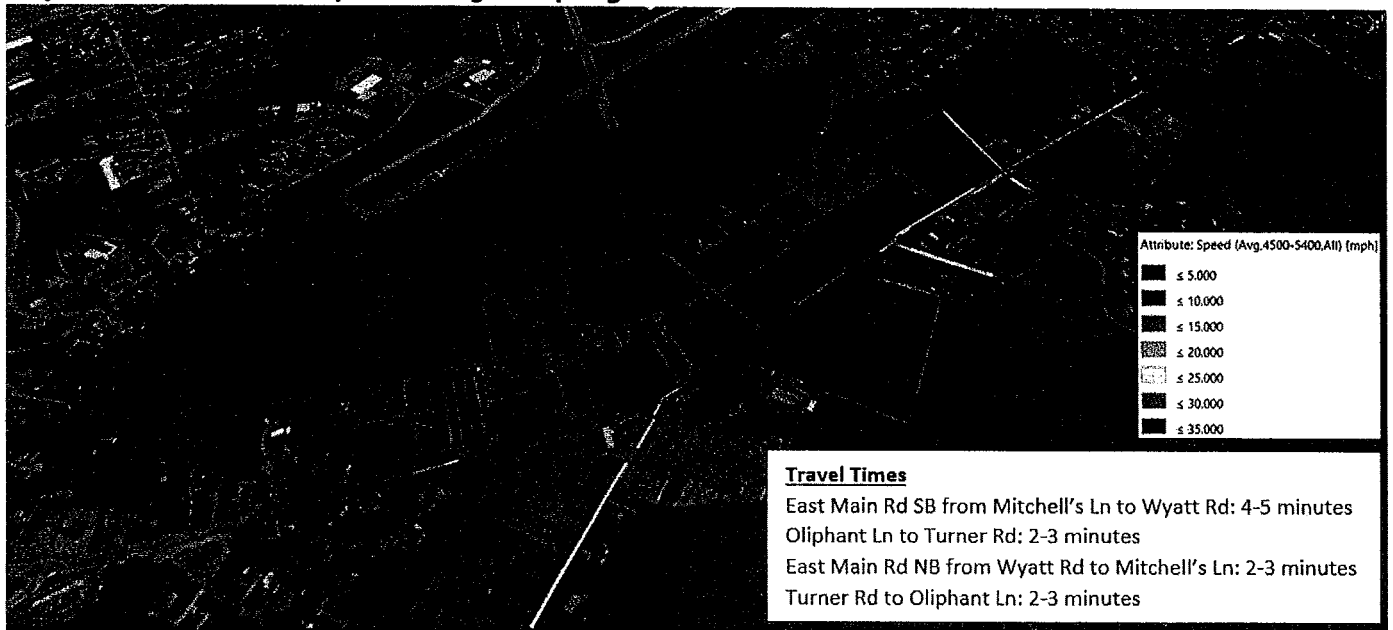 Attribute: Speed (Avg,4500-5400,All) [mph]
≤ 5.000
≤ 10.000
≤ 15.000
≤ 20.000
≤ 25.000
≤ 30.000
≤ 35.000
Travel Times
East Main Rd SB from Mitchell's Ln to Wyatt Rd: 4-5 minutes
Oliphant Ln to Turner Rd: 2-3 minutes
East Main Rd NB from Wyatt Rd to Mitchell's Ln: 2-3 minutes
Turner Rd to Oliphant Ln: 2-3 minutes